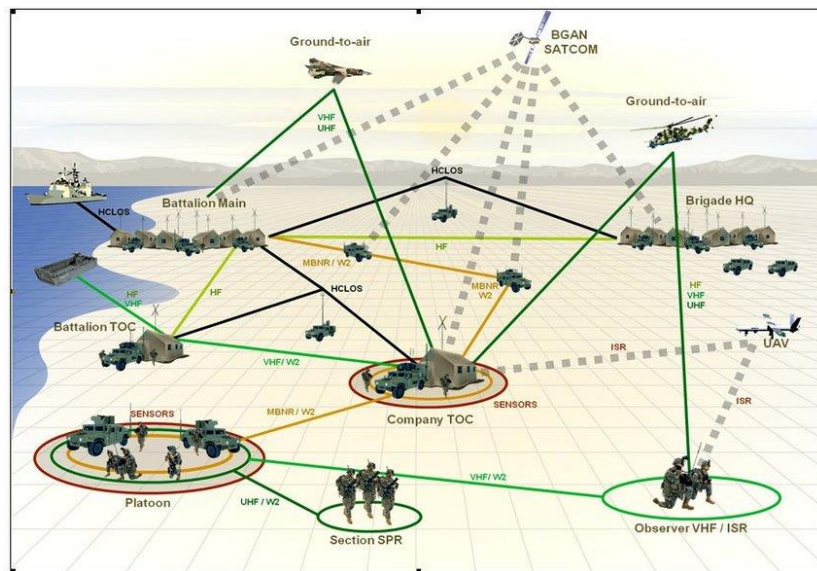 BGAN
SATCOM
Ground-to-air
Ground-to-air
VHF
UHF
HCLOS
Battalion Main
Brigade HQ
HCLOS
HF
MBNR / W2
MBNR
W2
HF
VHF
HF
HCLOS
HF
VHF
UHF
Battalion TOC
UAV
VHF/ W2
ISR
ISR
SENSORS
Company TOC
SENSORS
MBNR / W2
VHF/ W2
Platoon
UHF / W2
Section SPR
Observer VHF / ISR